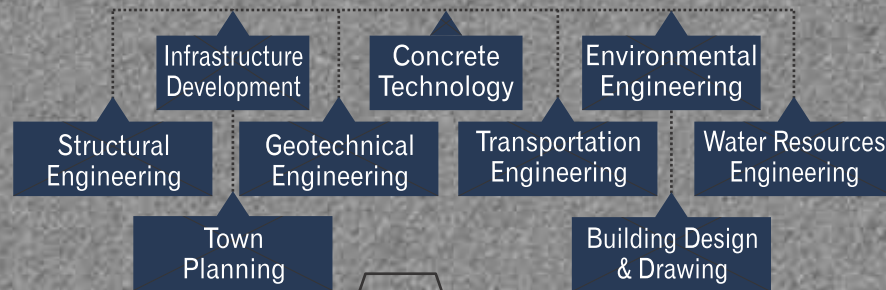 Infrastructure
Development
Concrete
Technology
Environmental
Engineering
Structural
Engineering
Geotechnical
Engineering
Transportation
Engineering
Water Resources
Engineering
Town
Planning
Building Design
& Drawing